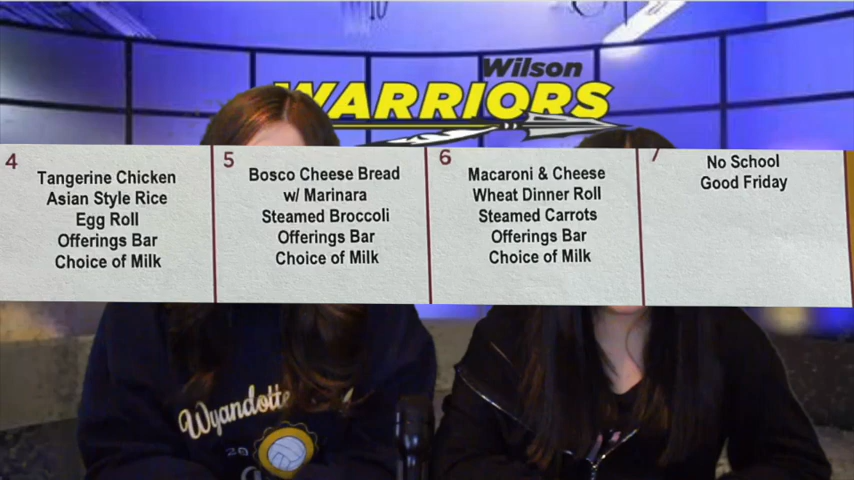 Wilson
WARRIORS
4
Tangerine Chicken
Asian Style Rice
Egg Roll
Offerings Bar
Choice of Milk
5
Bosco Cheese Bread
w/ Marinara
Steamed Broccoli
Offerings Bar
Choice of Milk
6
Macaroni & Cheese
Wheat Dinner Roll
Steamed Carrots
Offerings Bar
Choice of Milk
7
No School
Good Friday
Wyandotte
20